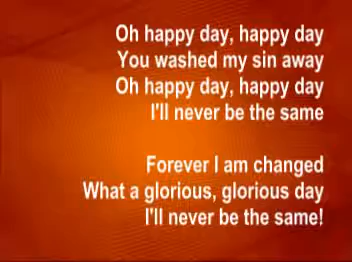 Oh happy day, happy day
You washed my sin away
Oh happy day, happy day
I'll never be the same
Forever I am changed
What a glorious, glorious day
I'll never be the same!